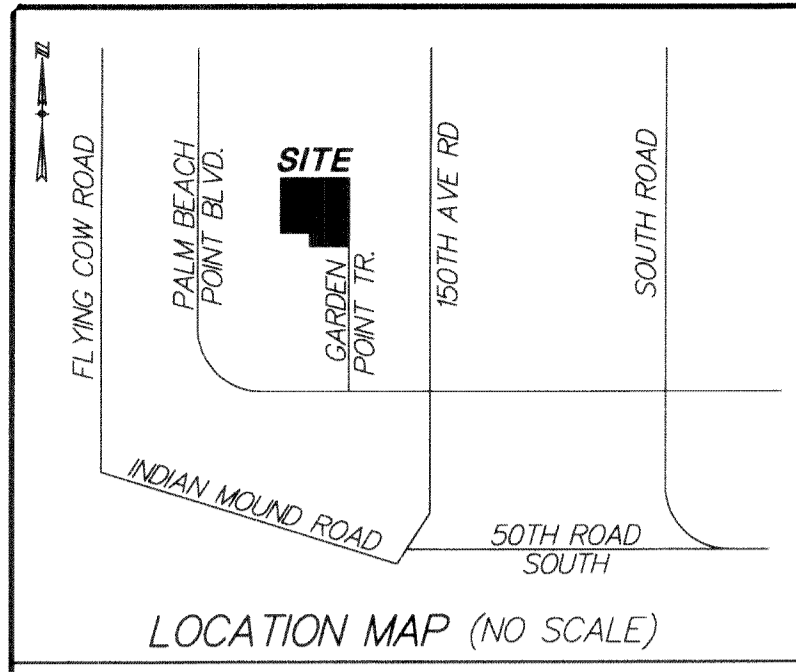 N
SITE
FLYING COW ROAD
PALM BEACH
POINT BLVD.
GARDEN
POINT TR.
150TH AVE RD
SOUTH ROAD
INDIAN MOUND ROAD
50TH ROAD
SOUTH
LOCATION MAP (NO SCALE)